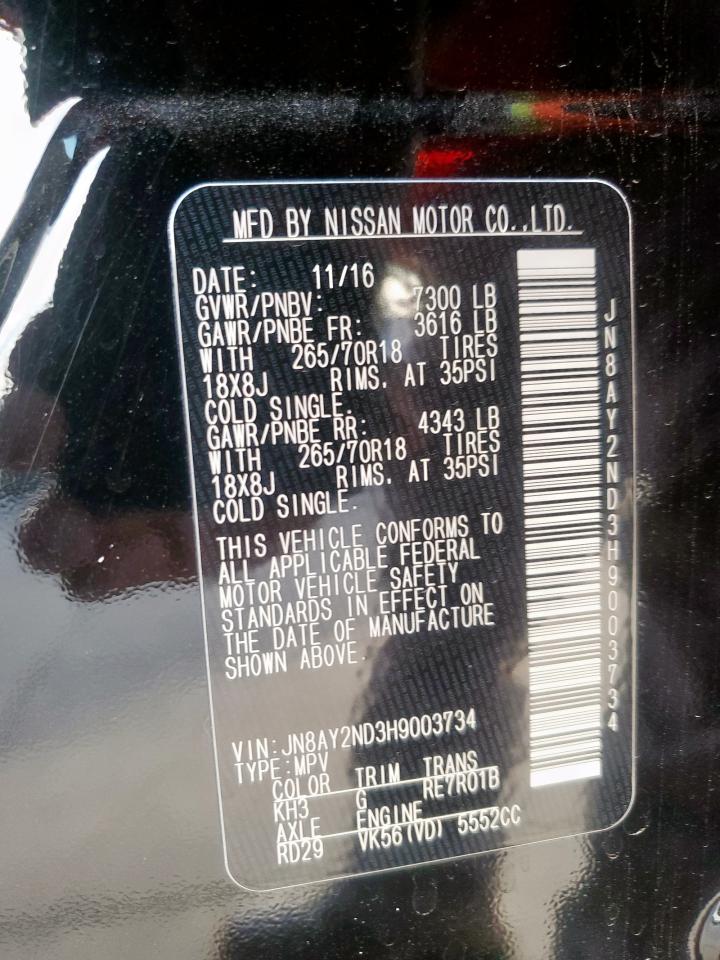 MFD BY NISSAN MOTOR CO.,LTD.
DATE: 11/16
GVWR/PNBV: 7300 LB
GAWR/PNBE FR: 3616 LB
WITH 265/70R18 TIRES
18X8J RIMS. AT 35PSI
COLD SINGLE.
GAWR/PNBE RR: 4343 LB
WITH 265/70R18 TIRES
18X8J RIMS. AT 35PSI
COLD SINGLE.
THIS VEHICLE CONFORMS TO
ALL APPLICABLE FEDERAL
MOTOR VEHICLE SAFETY
STANDARDS IN EFFECT ON
THE DATE OF MANUFACTURE
SHOWN ABOVE.
VIN:JN8AY2ND3H9003734
TYPE:MPV
COLOR TRIM TRANS
KH3 G RE7R01B
AXLE ENGINE
RD29 VK56(VD) 5552CC
JN8AY2ND3H9003734